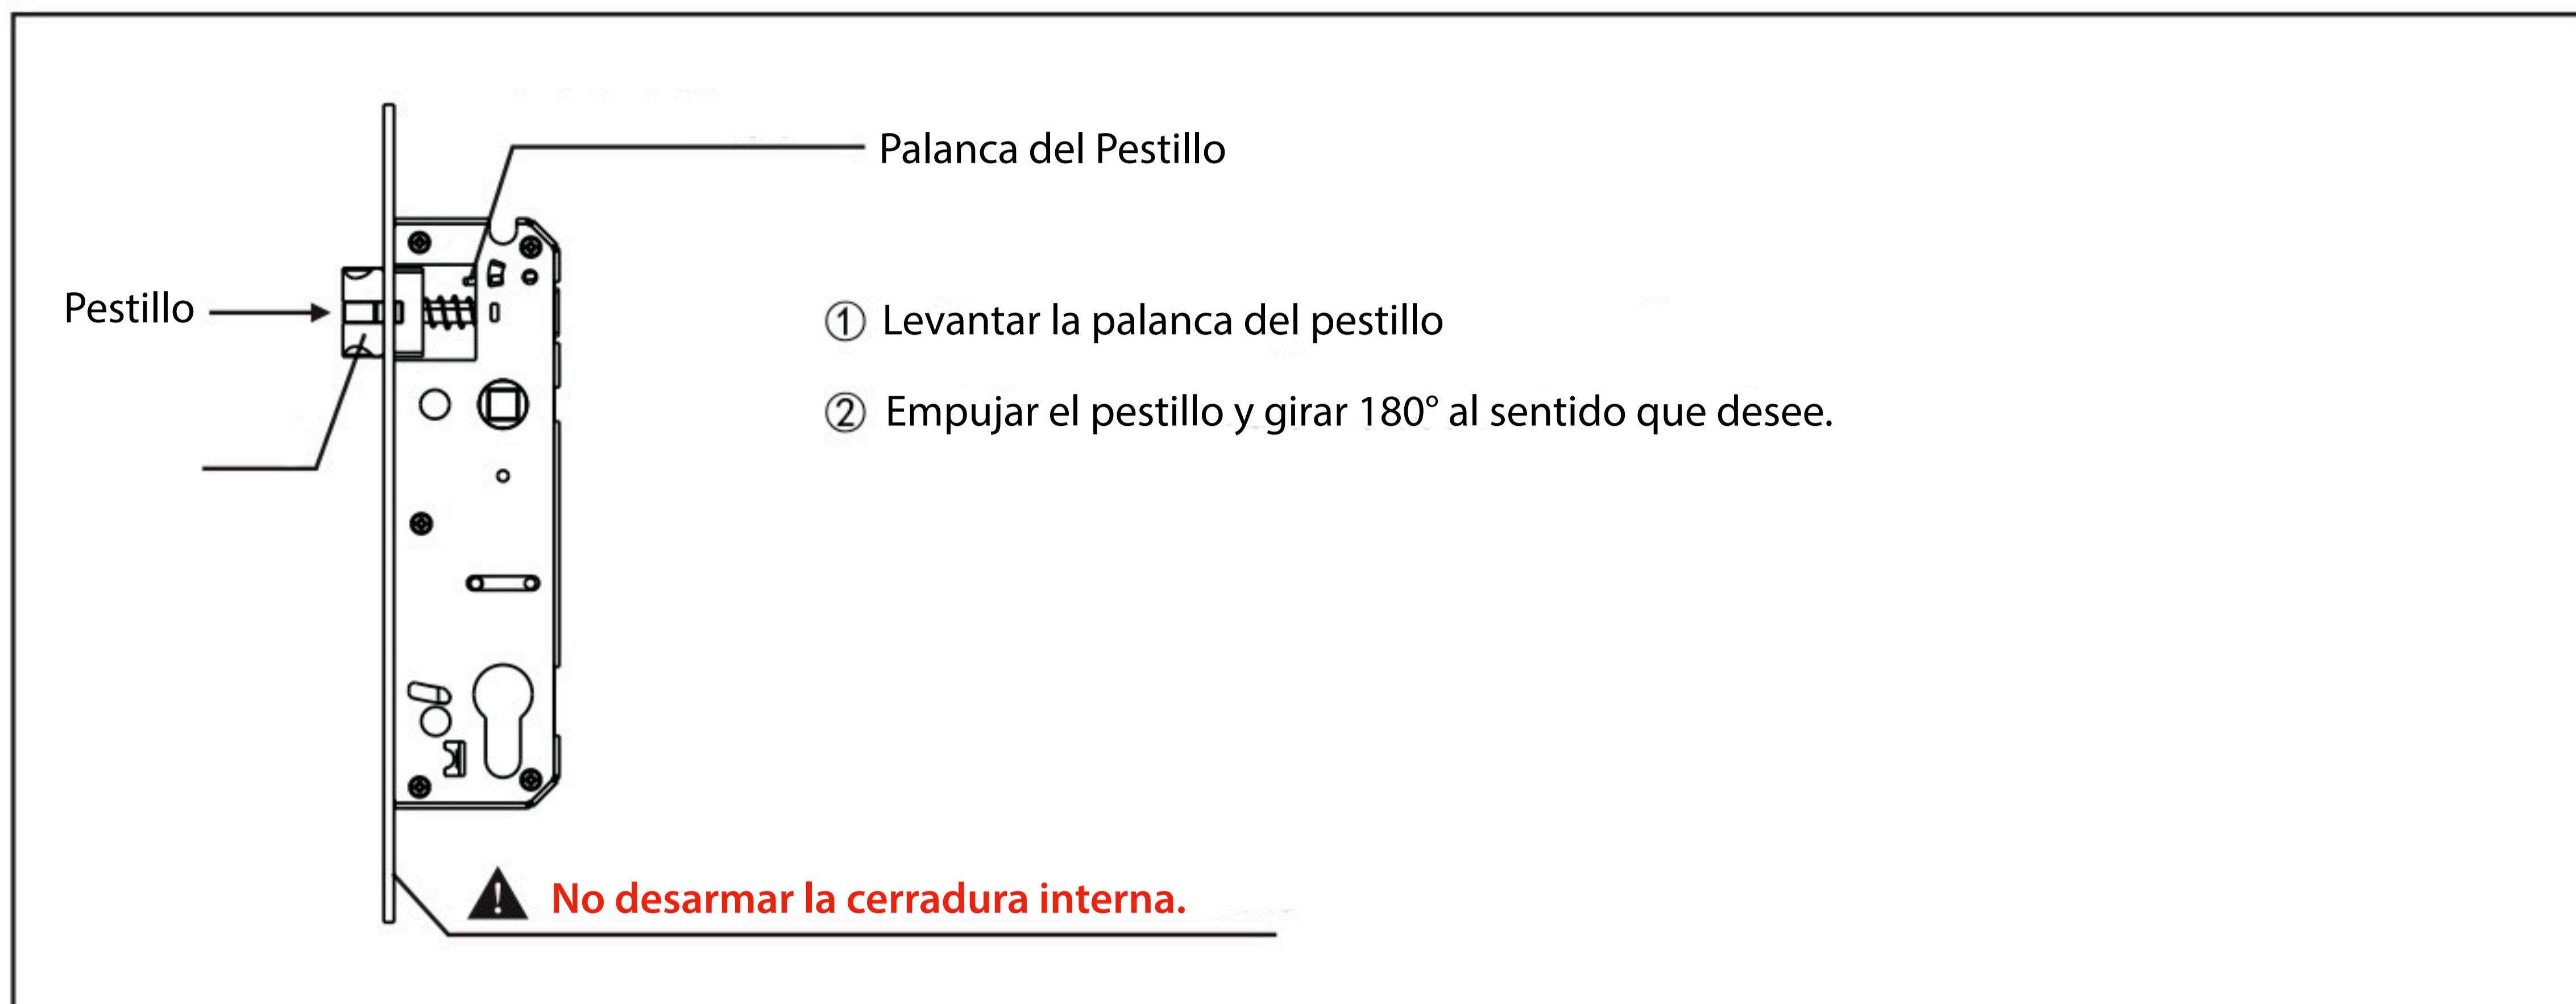 Palanca del Pestillo
Pestillo
① Levantar la palanca del pestillo
② Empujar el pestillo y girar 180° al sentido que desee.
No desarmar la cerradura interna.